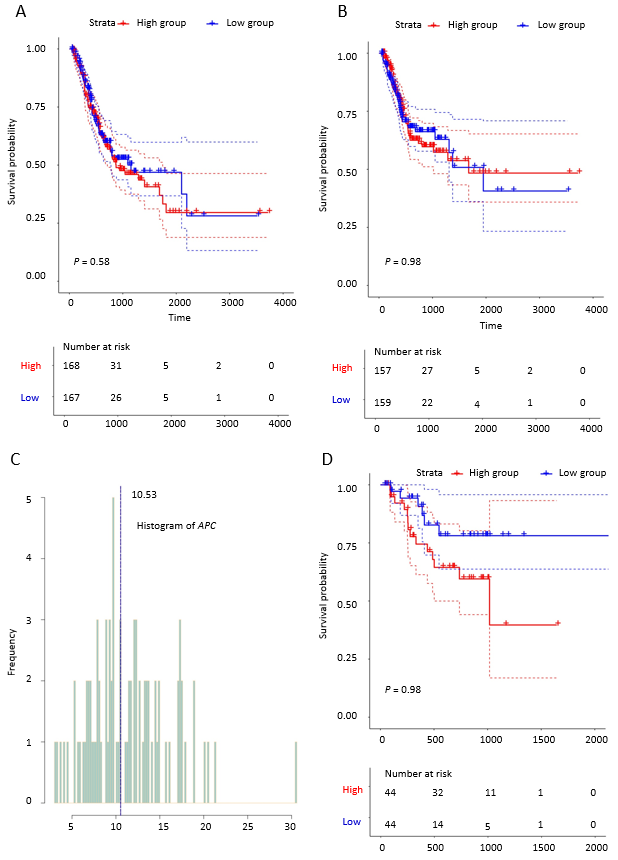 A
Strata High group Low group
1.00
0.75
0.50
0.25
0.00
Survival probability
P = 0.58
0 1000 2000 3000 4000
Time
Number at risk
High 168 31 5 2 0
Low 167 26 5 1 0
0 1000 2000 3000 4000
B
Strata High group Low group
1.00
0.75
0.50
0.25
0.00
Survival probability
P = 0.98
0 1000 2000 3000 4000
Time
Number at risk
High 157 27 5 2 0
Low 159 22 4 1 0
0 1000 2000 3000 4000
C
10.53
Histogram of APC
5
4
3
2
1
0
Frequency
5 10 15 20 25 30
D
Strata High group Low group
1.00
0.75
0.50
0.25
0.00
Survival probability
P = 0.98
0 500 1000 1500 2000
Number at risk
High 44 32 11 1 0
Low 44 14 5 1 0
0 500 1000 1500 2000